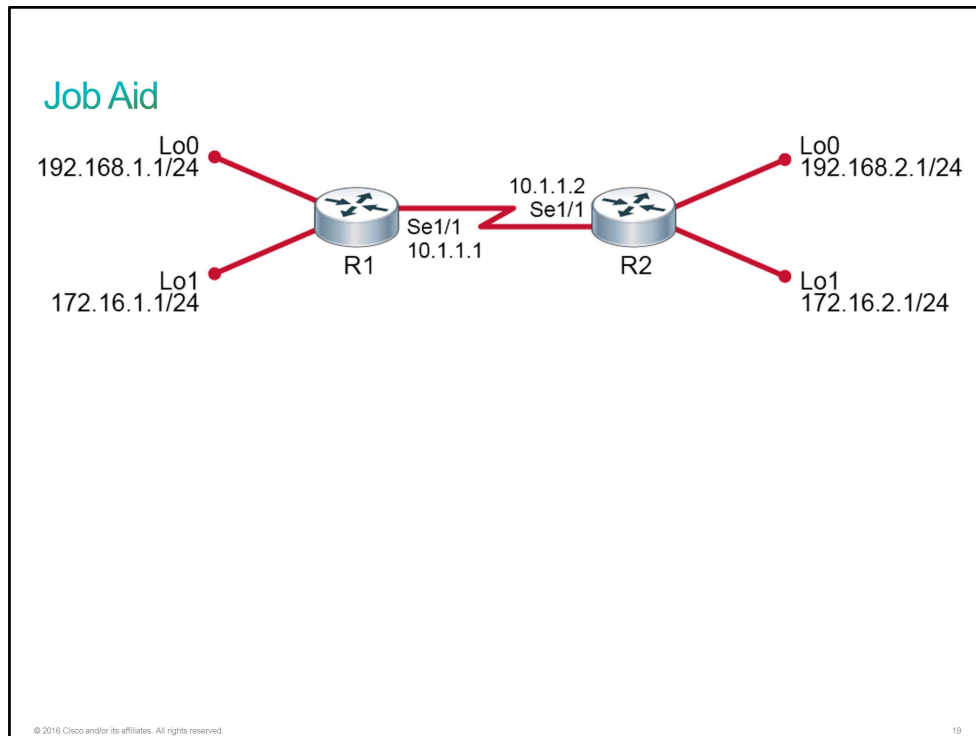 Job Aid
Lo0
192.168.1.1/24
Lo1
172.16.1.1/24
R1
Se1/1
10.1.1.1
10.1.1.2
Se1/1
R2
Lo0
192.168.2.1/24
Lo1
172.16.2.1/24
© 2016 Cisco and/or its affiliates. All rights reserved.
19